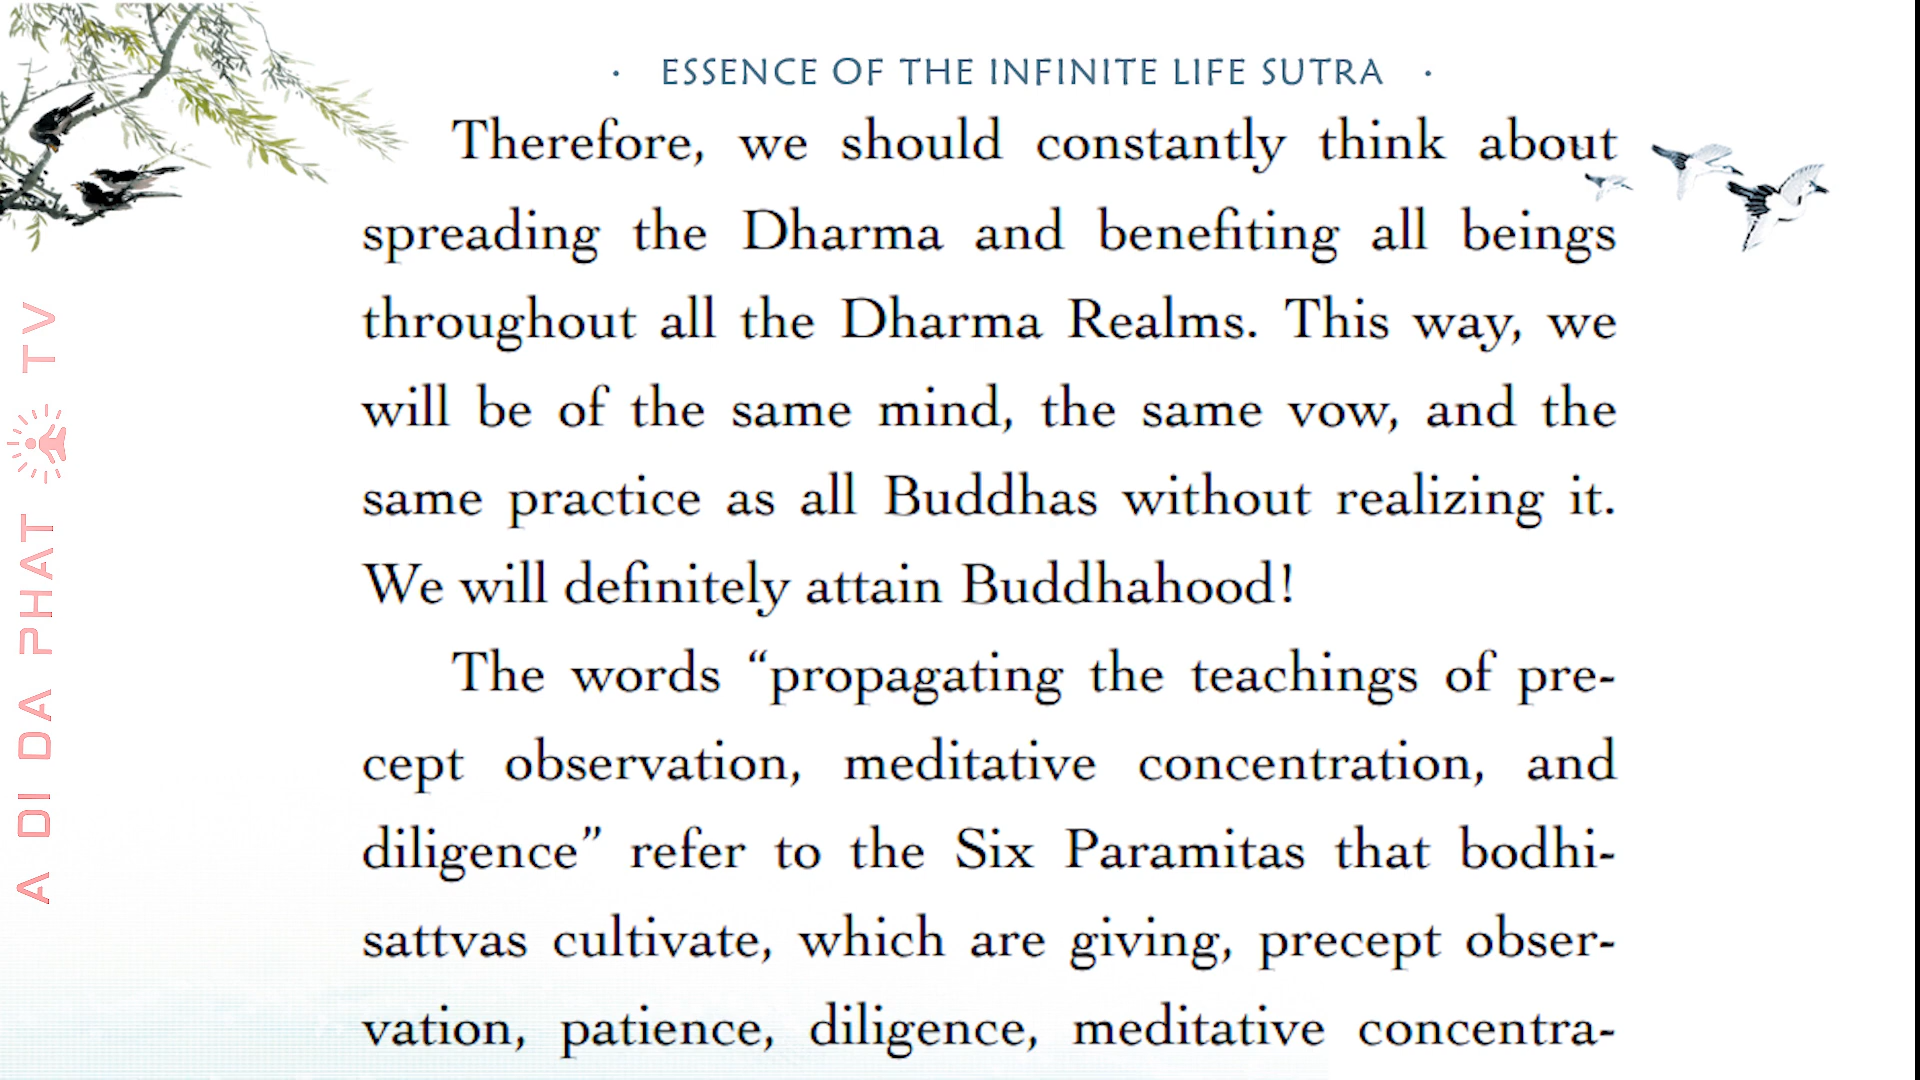 · ESSENCE OF THE INFINITE LIFE SUTRA ·
Therefore, we should constantly think about
spreading the Dharma and benefiting all beings
throughout all the Dharma Realms. This way, we
will be of the same mind, the same vow, and the
same practice as all Buddhas without realizing it.
We will definitely attain Buddhahood!
The words “propagating the teachings of pre-
cept observation, meditative concentration, and
diligence” refer to the Six Paramitas that bodhi-
sattvas cultivate, which are giving, precept obser-
vation, patience, diligence, meditative concentra-
A DI DA PHAT TV